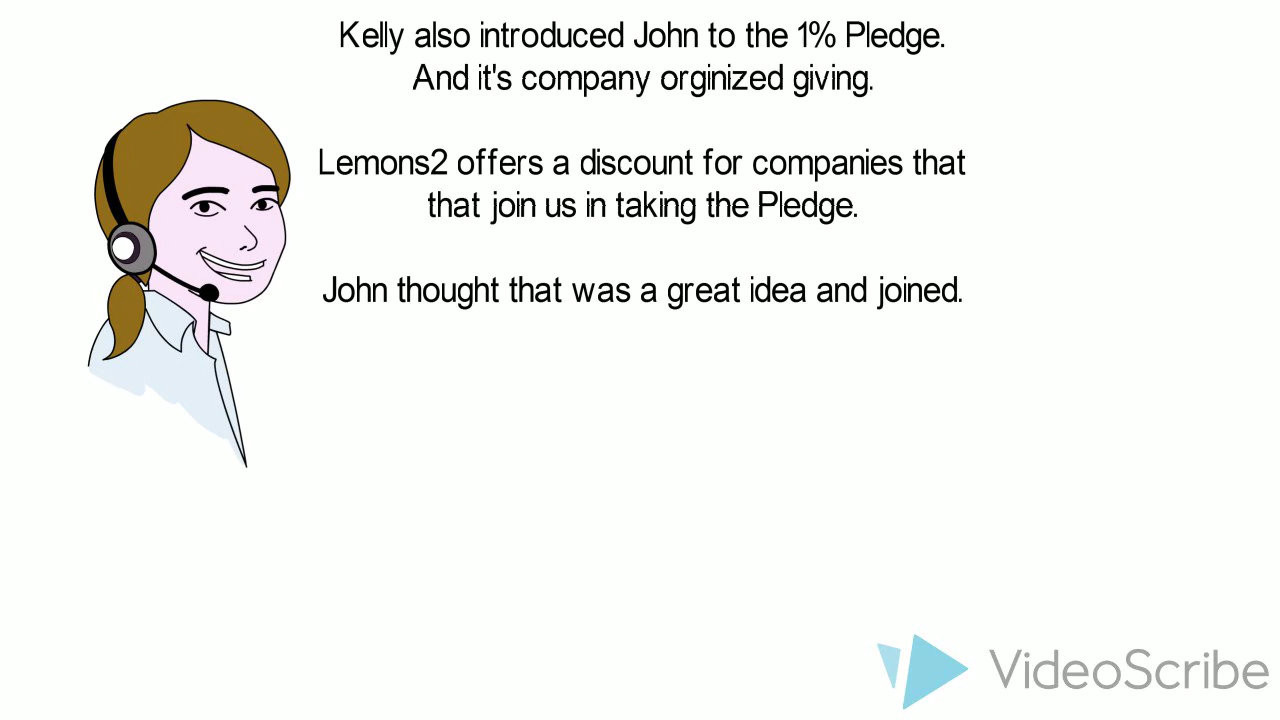 Kelly also introduced John to the 1% Pledge.
And it's company orginized giving.
Lemons2 offers a discount for companies that
that join us in taking the Pledge.
John thought that was a great idea and joined.
VideoScribe